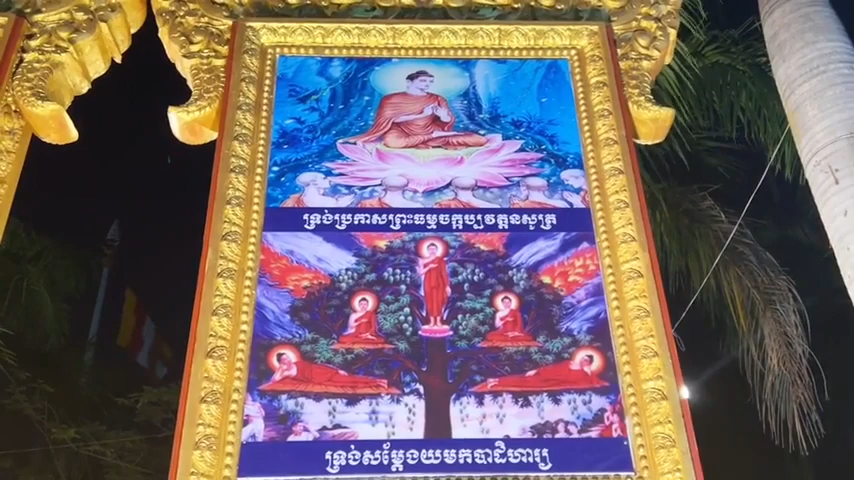 ទ្រង់ប្រកាសព្រះធម្មចក្កប្បវត្តនសូត្រ
ទ្រង់សម្ដែងយមកបាដិហារ្យ